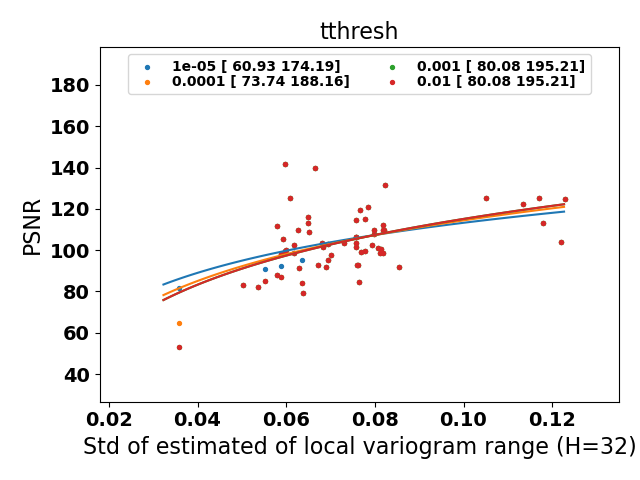 tthresh
1e-05 [ 60.93 174.19]
0.0001 [ 73.74 188.16]
0.001 [ 80.08 195.21]
0.01 [ 80.08 195.21]
PSNR
180
160
140
120
100
80
60
40
0.02 0.04 0.06 0.08 0.10 0.12
Std of estimated of local variogram range (H=32)